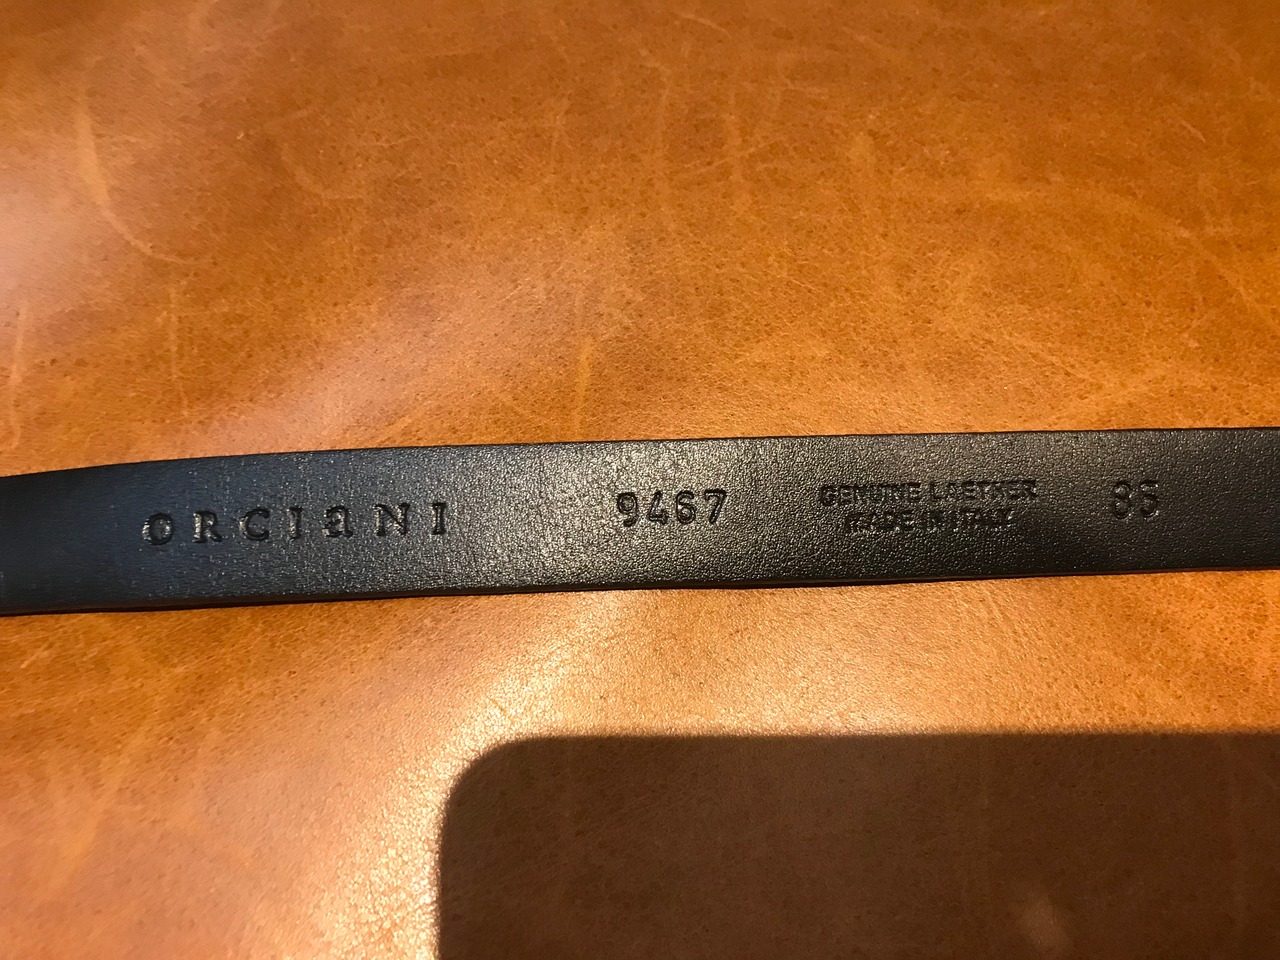 orciani
9467
GENUINE LAETHER
MADE IN ITALY
85